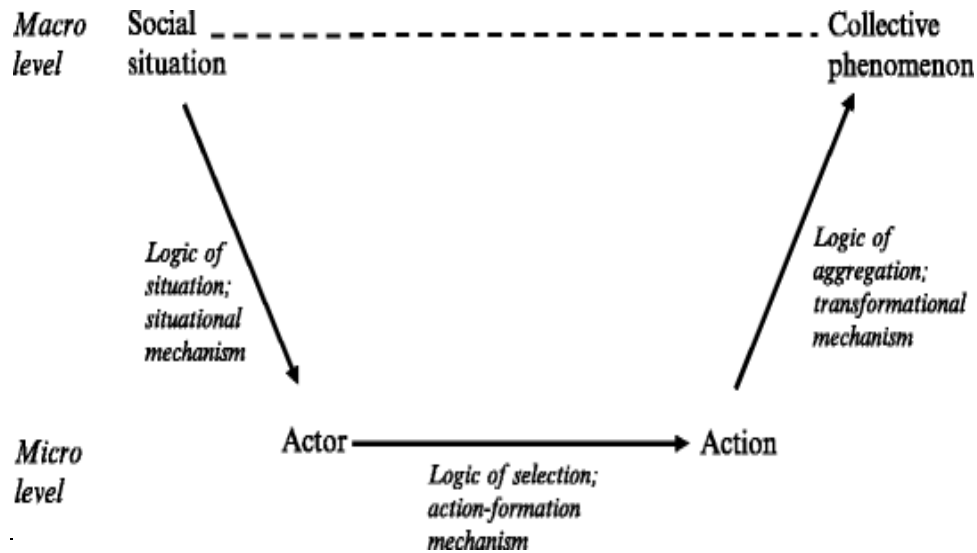 Macro
level
Social
situation
Collective
phenomenon
Logic of
situation;
situational
mechanism
Logic of
aggregation;
transformational
mechanism
Micro
level
Actor
Action
Logic of selection;
action-formation
mechanism